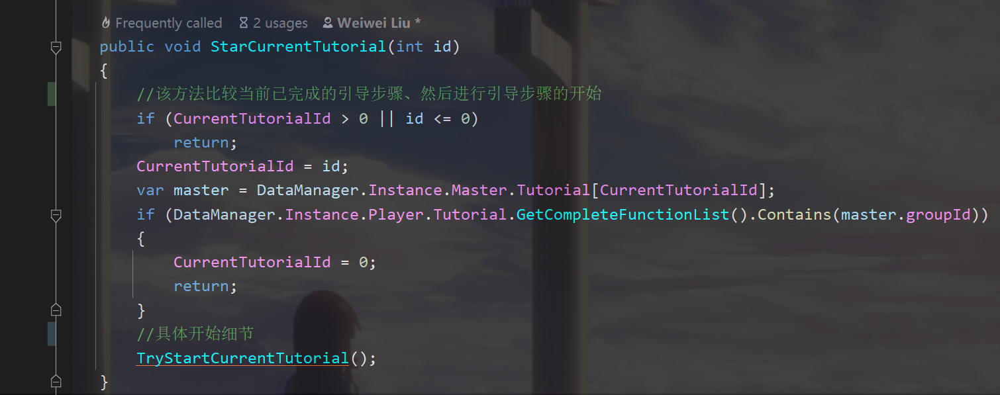 Frequently called 2 usages Weiwei Liu *
public void StarCurrentTutorial(int id)
{
//该方法比较当前已完成的引导步骤、然后进行引导步骤的开始
if (CurrentTutorialId > 0 || id <= 0)
return;
CurrentTutorialId = id;
var master = DataManager.Instance.Master.Tutorial[CurrentTutorialId];
if (DataManager.Instance.Player.Tutorial.GetCompleteFunctionList().Contains(master.groupId))
{
CurrentTutorialId = 0;
return;
}
//具体开始细节
TryStartCurrentTutorial();
}